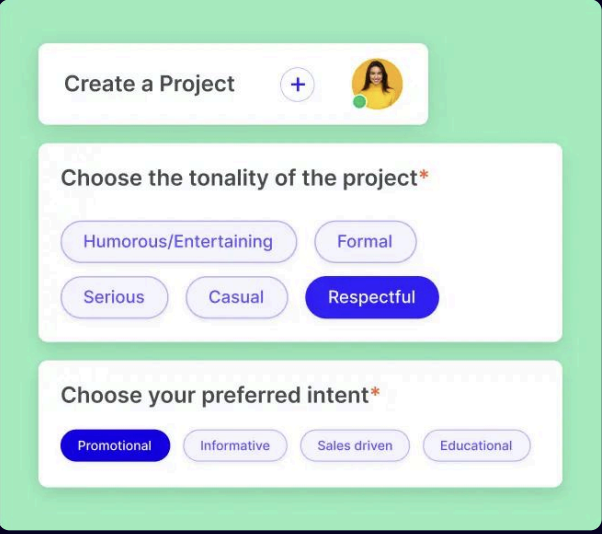 Create a Project +
Choose the tonality of the project*
Humorous/Entertaining Formal
Serious Casual Respectful
Choose your preferred intent*
Promotional Informative Sales driven Educational